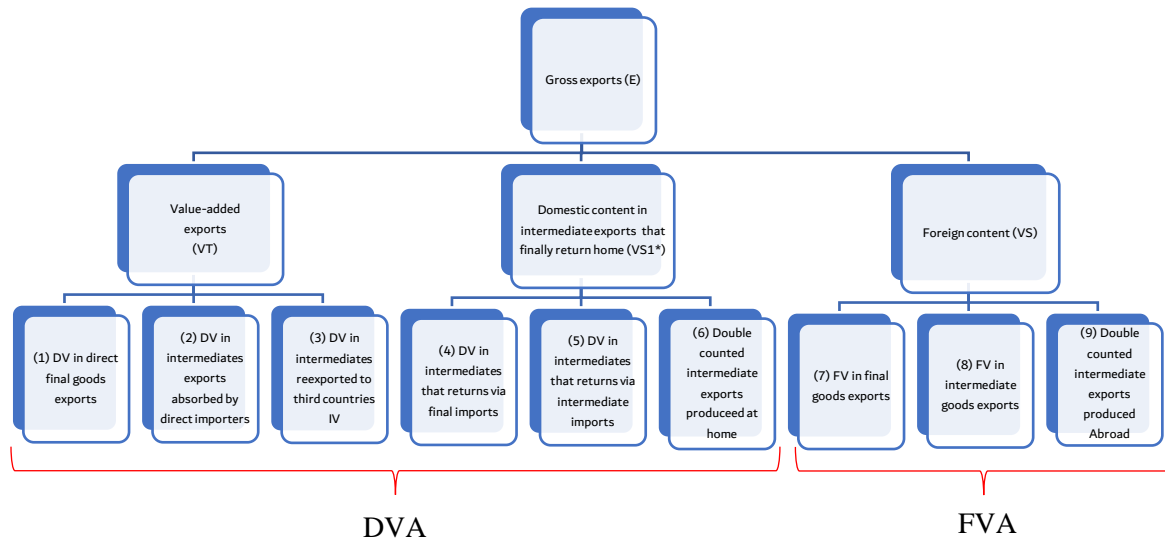 Gross exports (E)
Value-added
exports
(VT)
Domestic content in
intermediate exports that
finally return home (VS1*)
Foreign content (VS)
(1) DV in direct
final goods
exports
(2) DV in
intermediates
exports
absorbed by
direct importers
(3) DV in
intermediates
reexported to
third countries
IV
(4) DV in
intermediates
that returns via
final imports
(5) DV in
intermediates
that returns via
intermediate
imports
(6) Double
counted
intermediate
exports
produceed at
home
(7) FV in final
goods exports
(8) FV in
intermediate
goods exports
(9) Double
counted
intermediate
exports
produced
Abroad
DVA
FVA